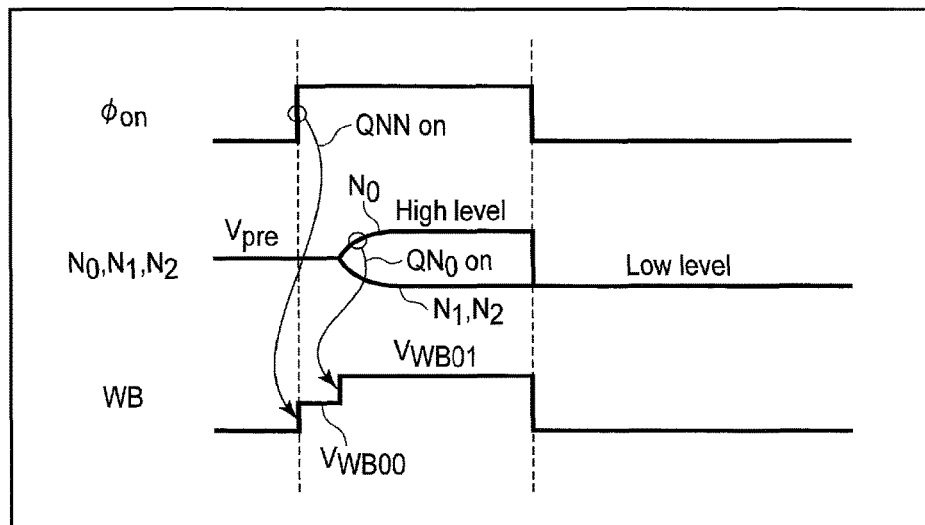 ϕon
QNN on
N0
High level
Vpre
N0,N1,N2
QN0 on
Low level
N1,N2
VWB01
WB
VWB00